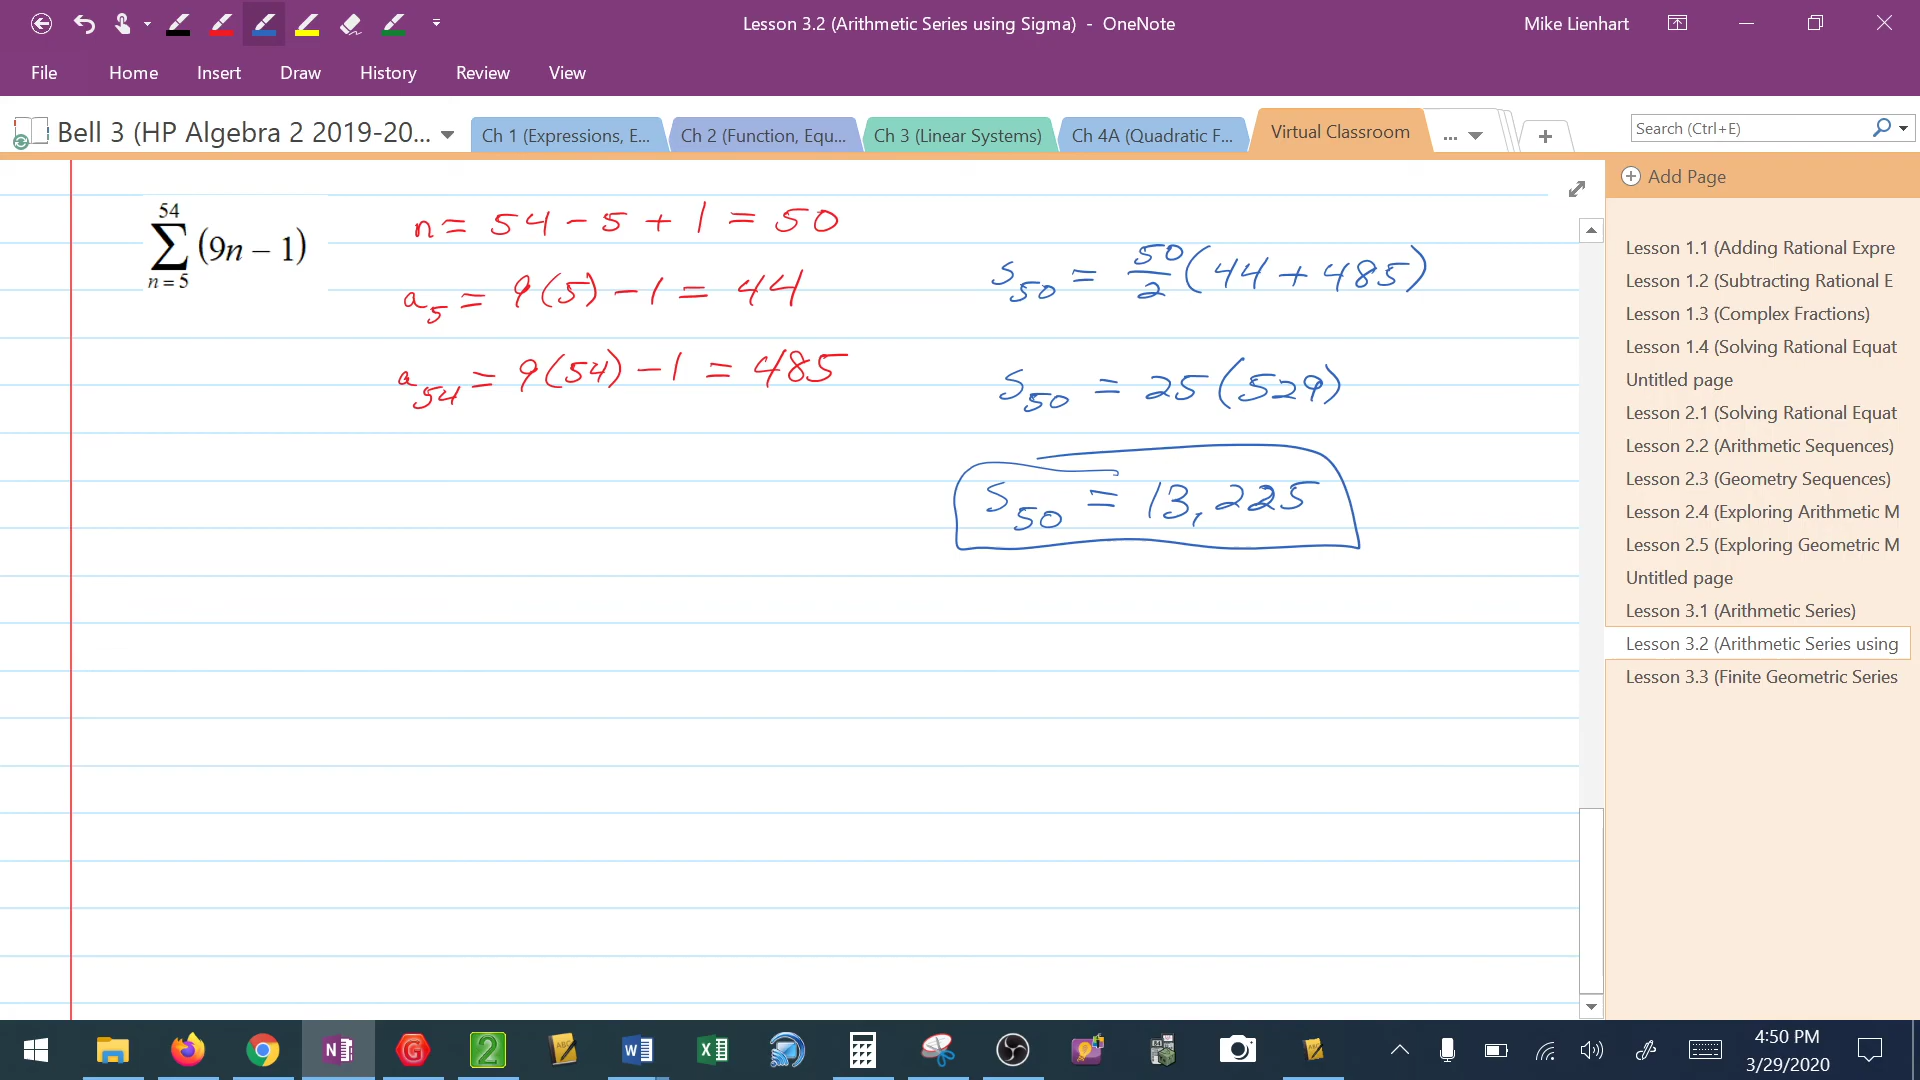 Lesson 3.2 (Arithmetic Series using Sigma) - OneNote
Mike Lienhart
File Home Insert Draw History Review View
Bell 3 (HP Algebra 2 2019-20...
Ch 1 (Expressions, E... Ch 2 (Function, Equ... Ch 3 (Linear Systems) Ch 4A (Quadratic F... Virtual Classroom ... +
Search (Ctrl+E)
54
∑ (9n − 1)
n = 5
n = 54 - 5 + 1 = 50
a₅ = 9(5) - 1 = 44
a₅₄ = 9(54) - 1 = 485
S₅₀ = 50/2 (44 + 485)
S₅₀ = 25 (529)
S₅₀ = 13,225
Add Page
Lesson 1.1 (Adding Rational Expre
Lesson 1.2 (Subtracting Rational E
Lesson 1.3 (Complex Fractions)
Lesson 1.4 (Solving Rational Equat
Untitled page
Lesson 2.1 (Solving Rational Equat
Lesson 2.2 (Arithmetic Sequences)
Lesson 2.3 (Geometry Sequences)
Lesson 2.4 (Exploring Arithmetic M
Lesson 2.5 (Exploring Geometric M
Untitled page
Lesson 3.1 (Arithmetic Series)
Lesson 3.2 (Arithmetic Series using
Lesson 3.3 (Finite Geometric Series
4:50 PM
3/29/2020